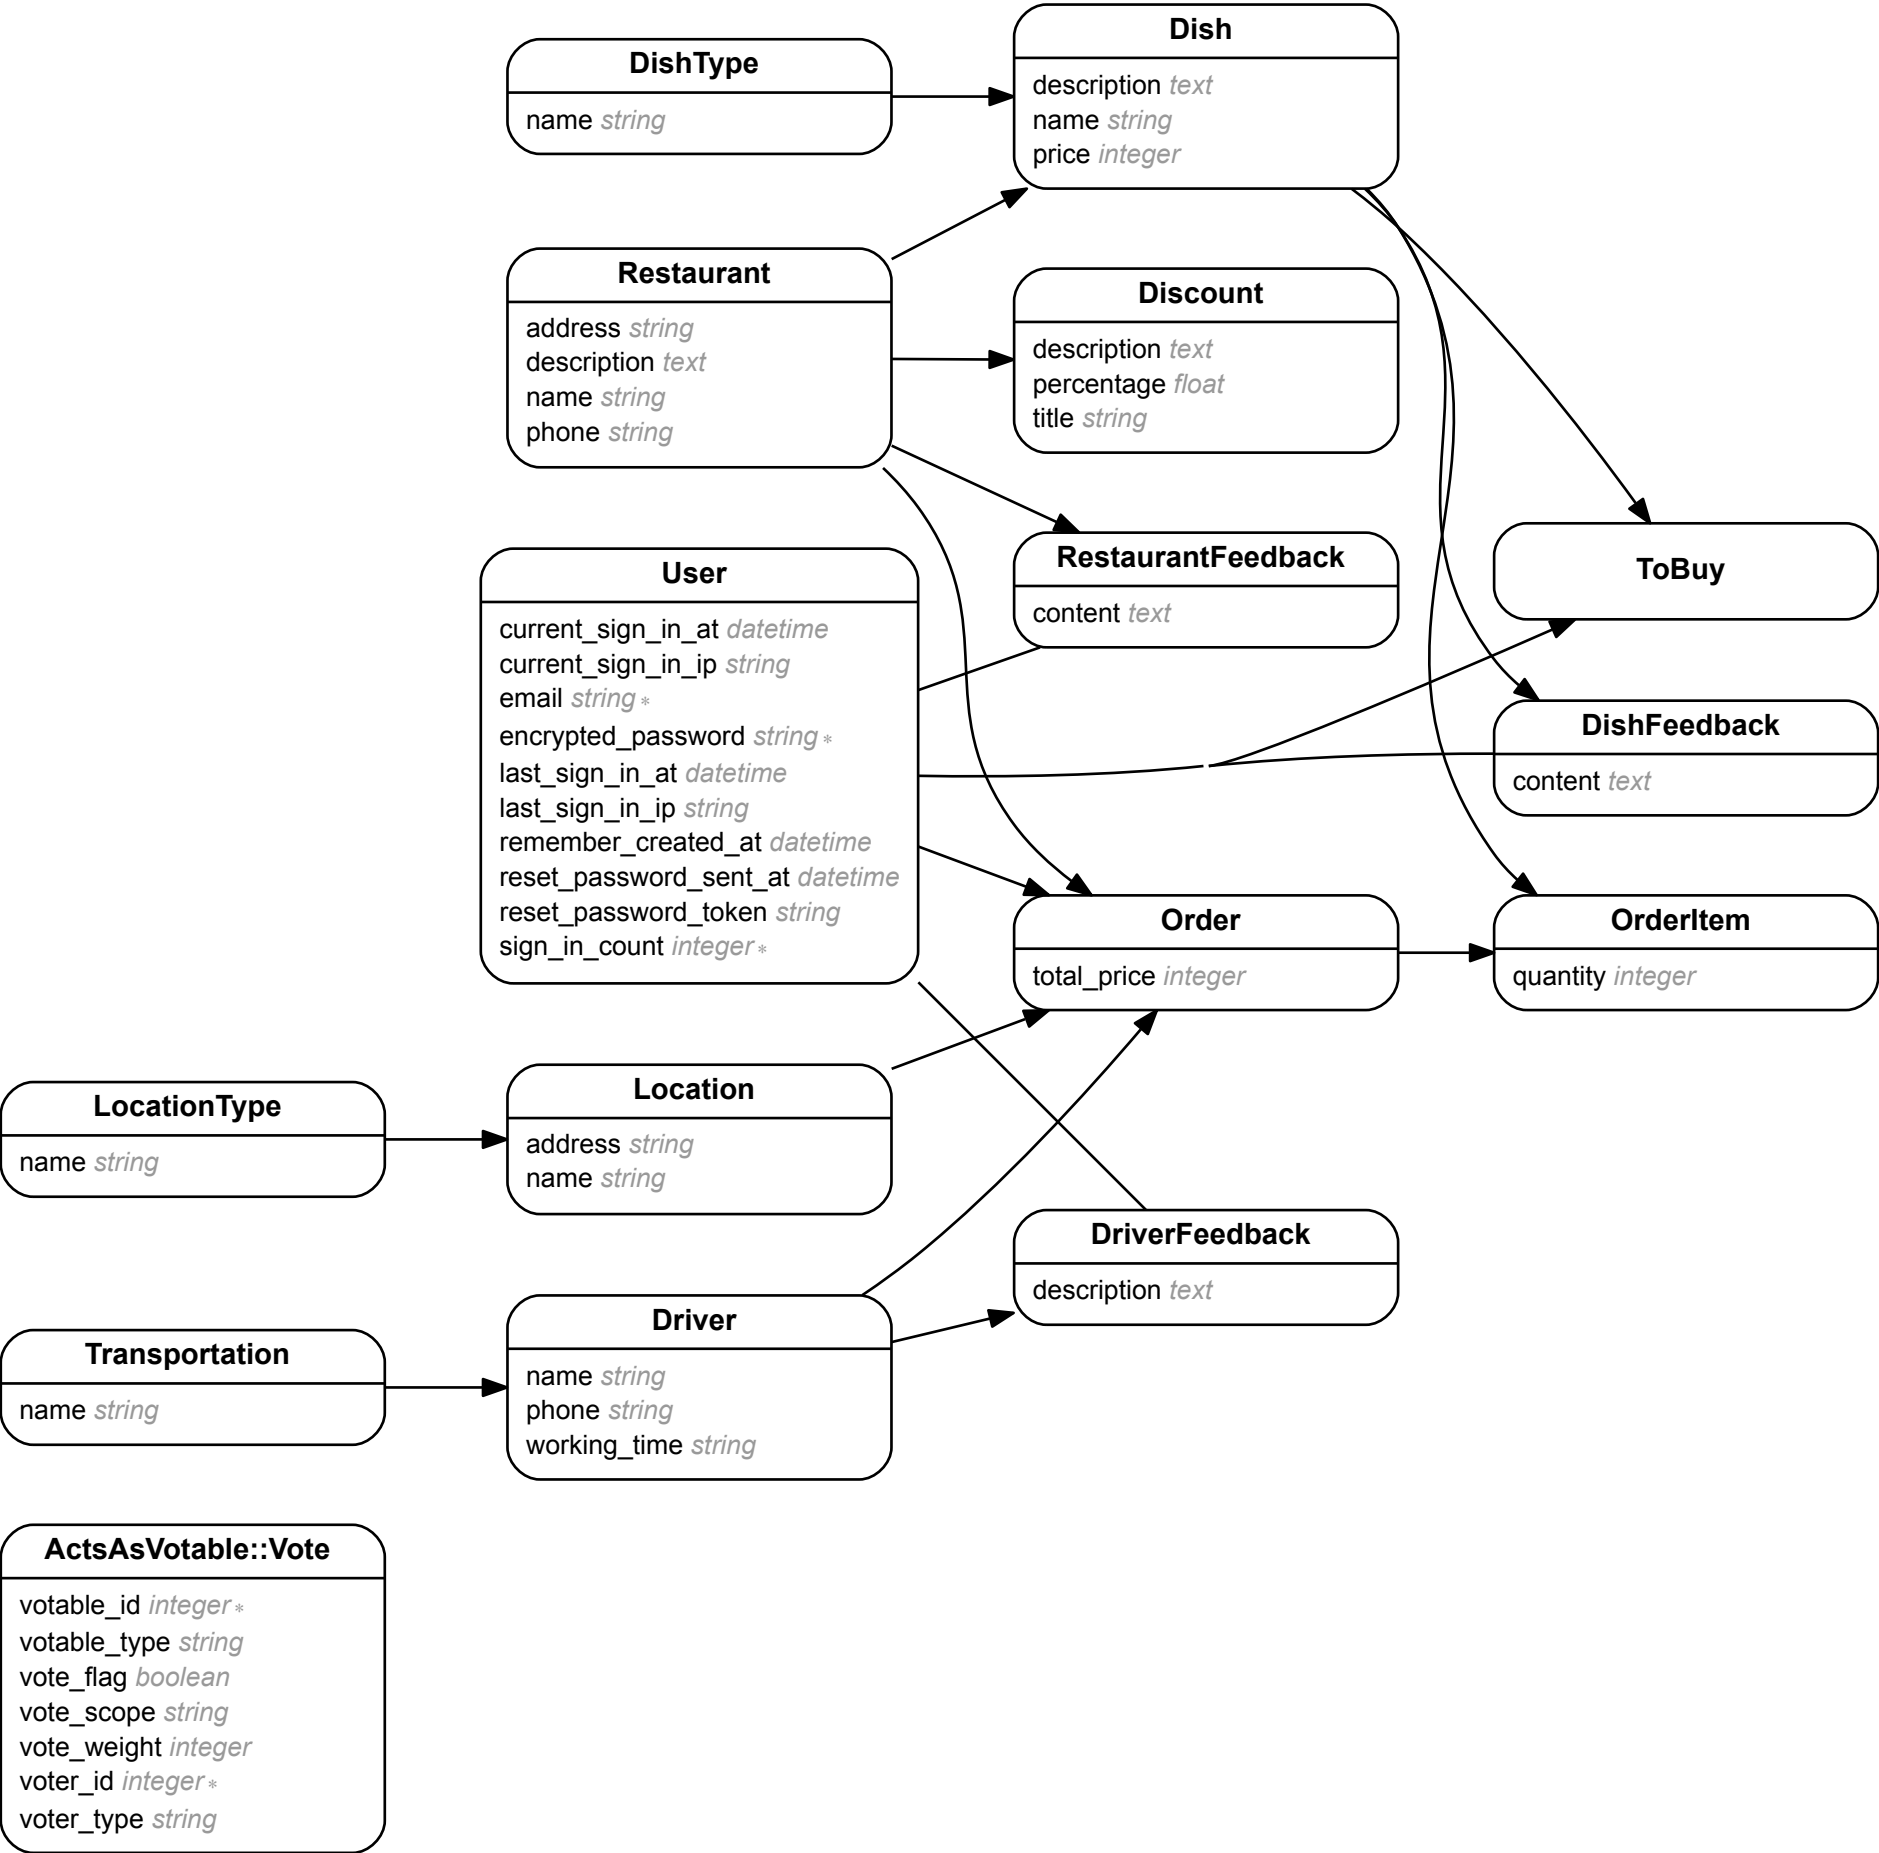 DishType
name string
Dish
description text
name string
price integer
Restaurant
address string
description text
name string
phone string
Discount
description text
percentage float
title string
RestaurantFeedback
content text
ToBuy
User
current_sign_in_at datetime
current_sign_in_ip string
email string *
encrypted_password string *
last_sign_in_at datetime
last_sign_in_ip string
remember_created_at datetime
reset_password_sent_at datetime
reset_password_token string
sign_in_count integer *
DishFeedback
content text
Order
total_price integer
OrderItem
quantity integer
LocationType
name string
Location
address string
name string
DriverFeedback
description text
Transportation
name string
Driver
name string
phone string
working_time string
ActsAsVotable::Vote
votable_id integer *
votable_type string
vote_flag boolean
vote_scope string
vote_weight integer
voter_id integer *
voter_type string